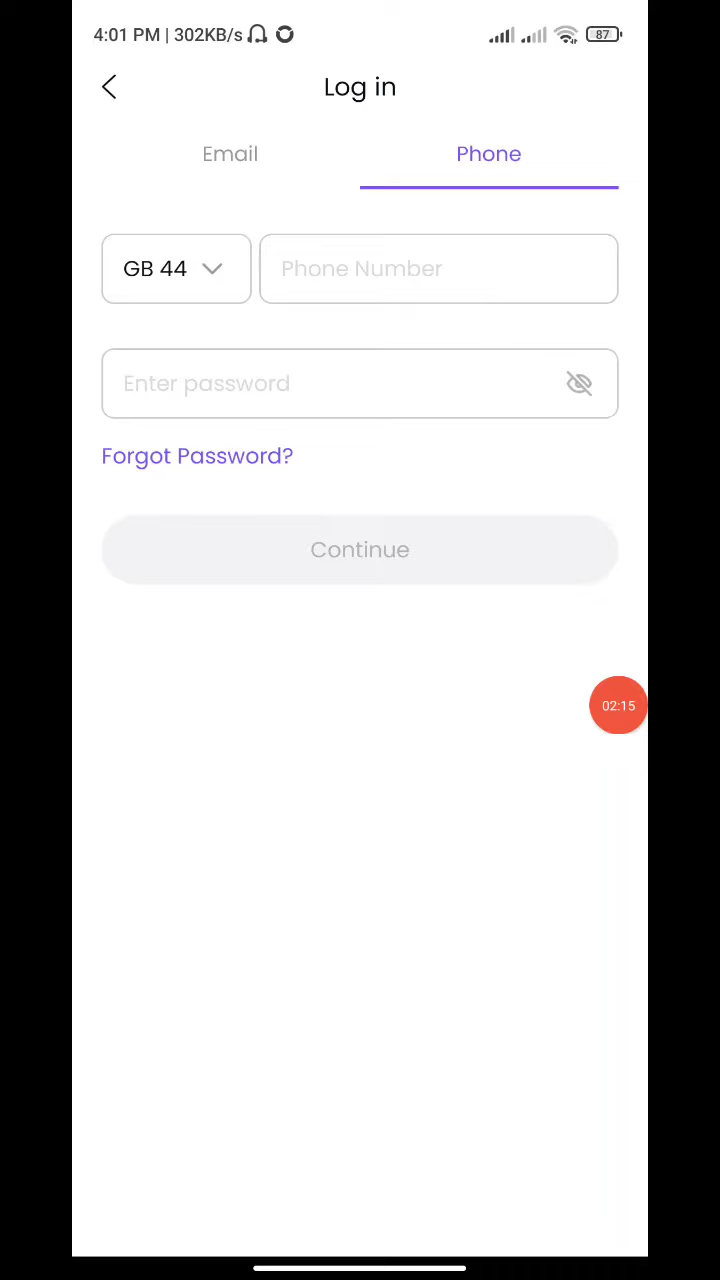 4:01 PM | 302KB/s 87
Log in
Email Phone
GB 44 Phone Number
Enter password
Forgot Password?
Continue
02:15